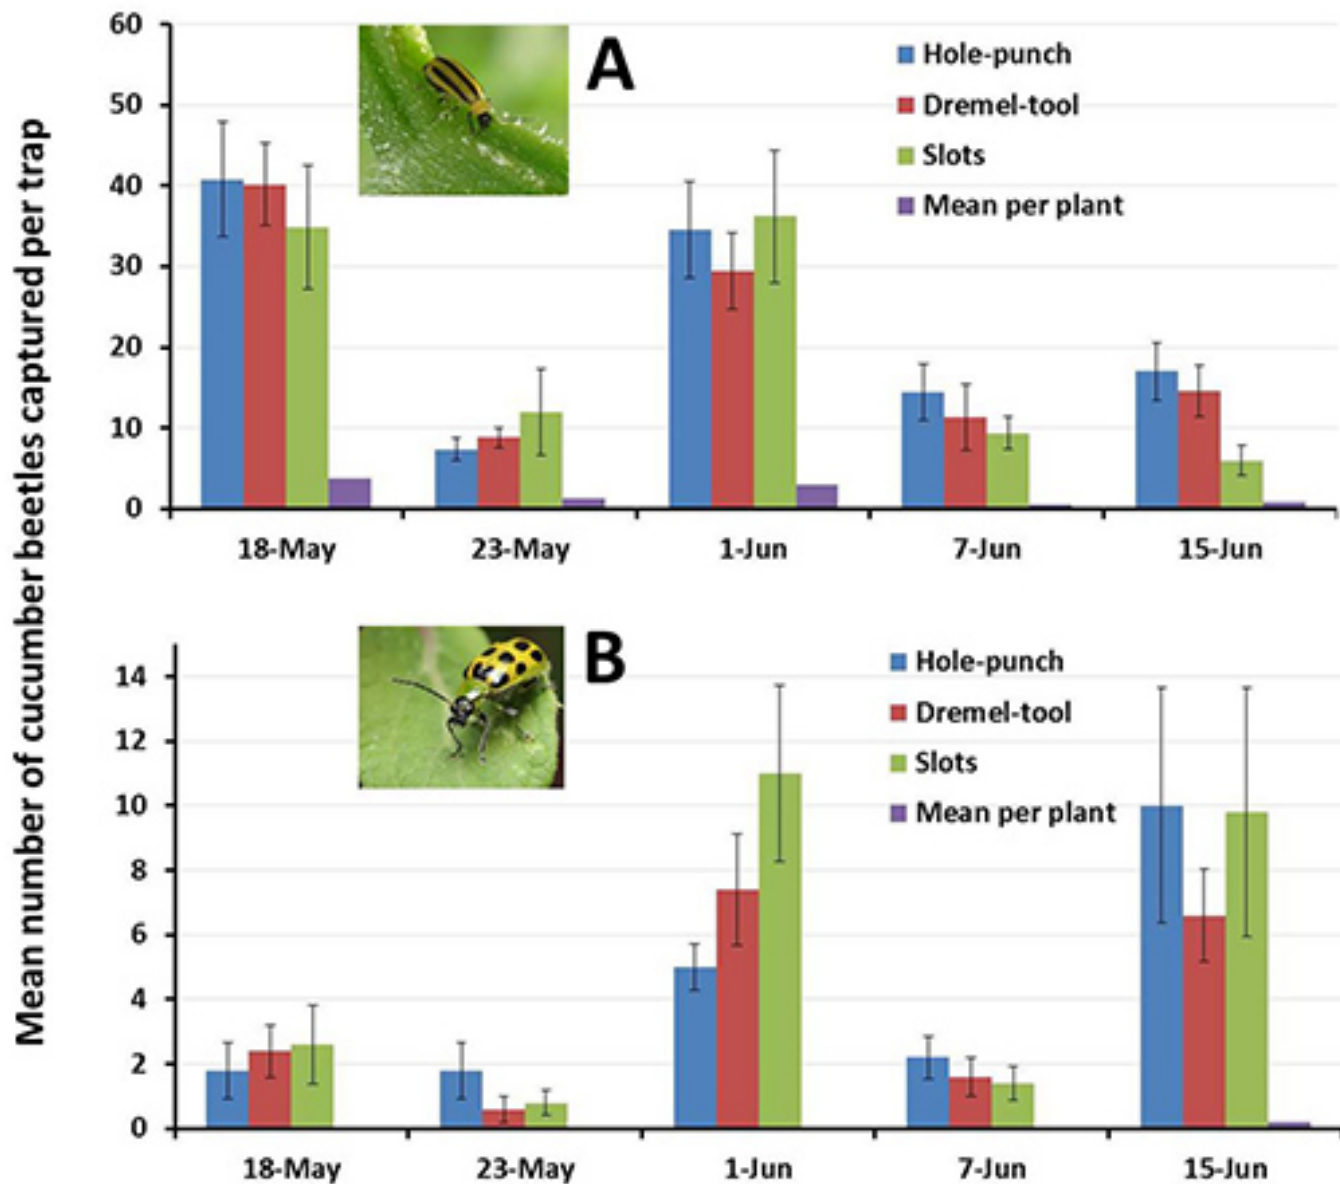 Mean number of cucumber beetles captured per trap
A
60
50
40
30
20
10
0
Hole-punch
Dremel-tool
Slots
Mean per plant
18-May 23-May 1-Jun 7-Jun 15-Jun
B
14
12
10
8
6
4
2
0
Hole-punch
Dremel-tool
Slots
Mean per plant
18-May 23-May 1-Jun 7-Jun 15-Jun